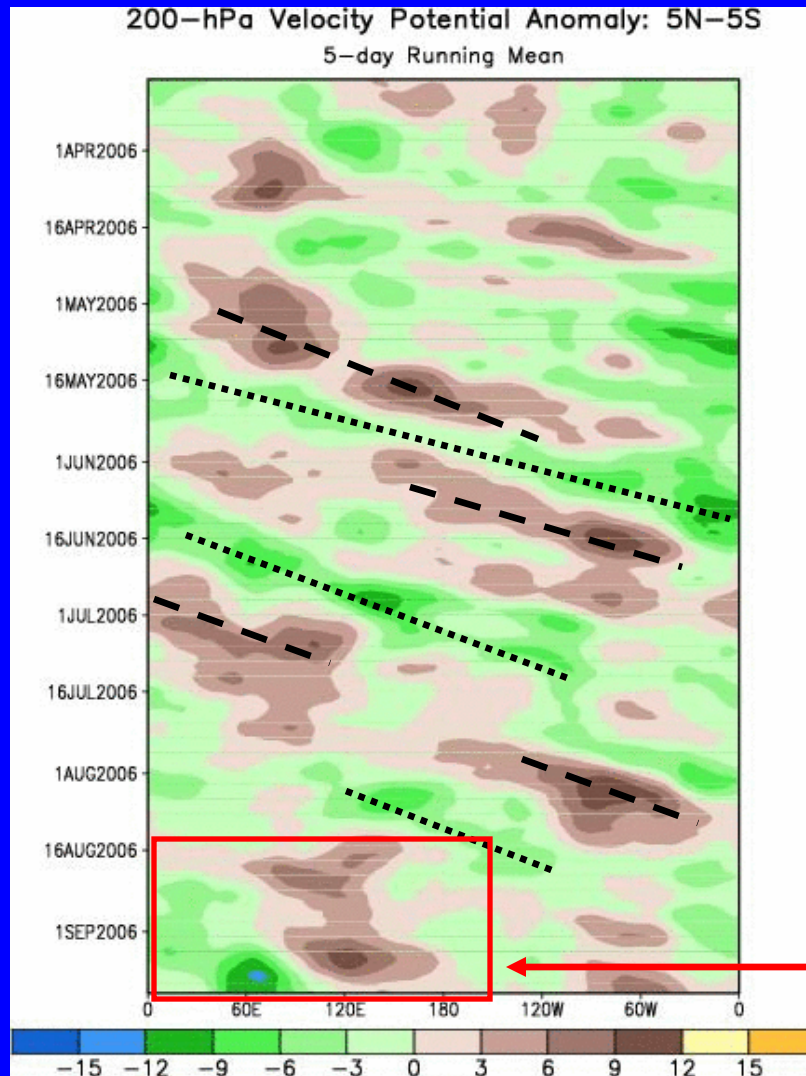 200-hPa Velocity Potential Anomaly: 5N-5S
5-day Running Mean
1APR2006
16APR2006
1MAY2006
16MAY2006
1JUN2006
16JUN2006
1JUL2006
16JUL2006
1AUG2006
16AUG2006
1SEP2006
0 60E 120E 180 120W 60W 0
-15 -12 -9 -6 -3 0 3 6 9 12 15